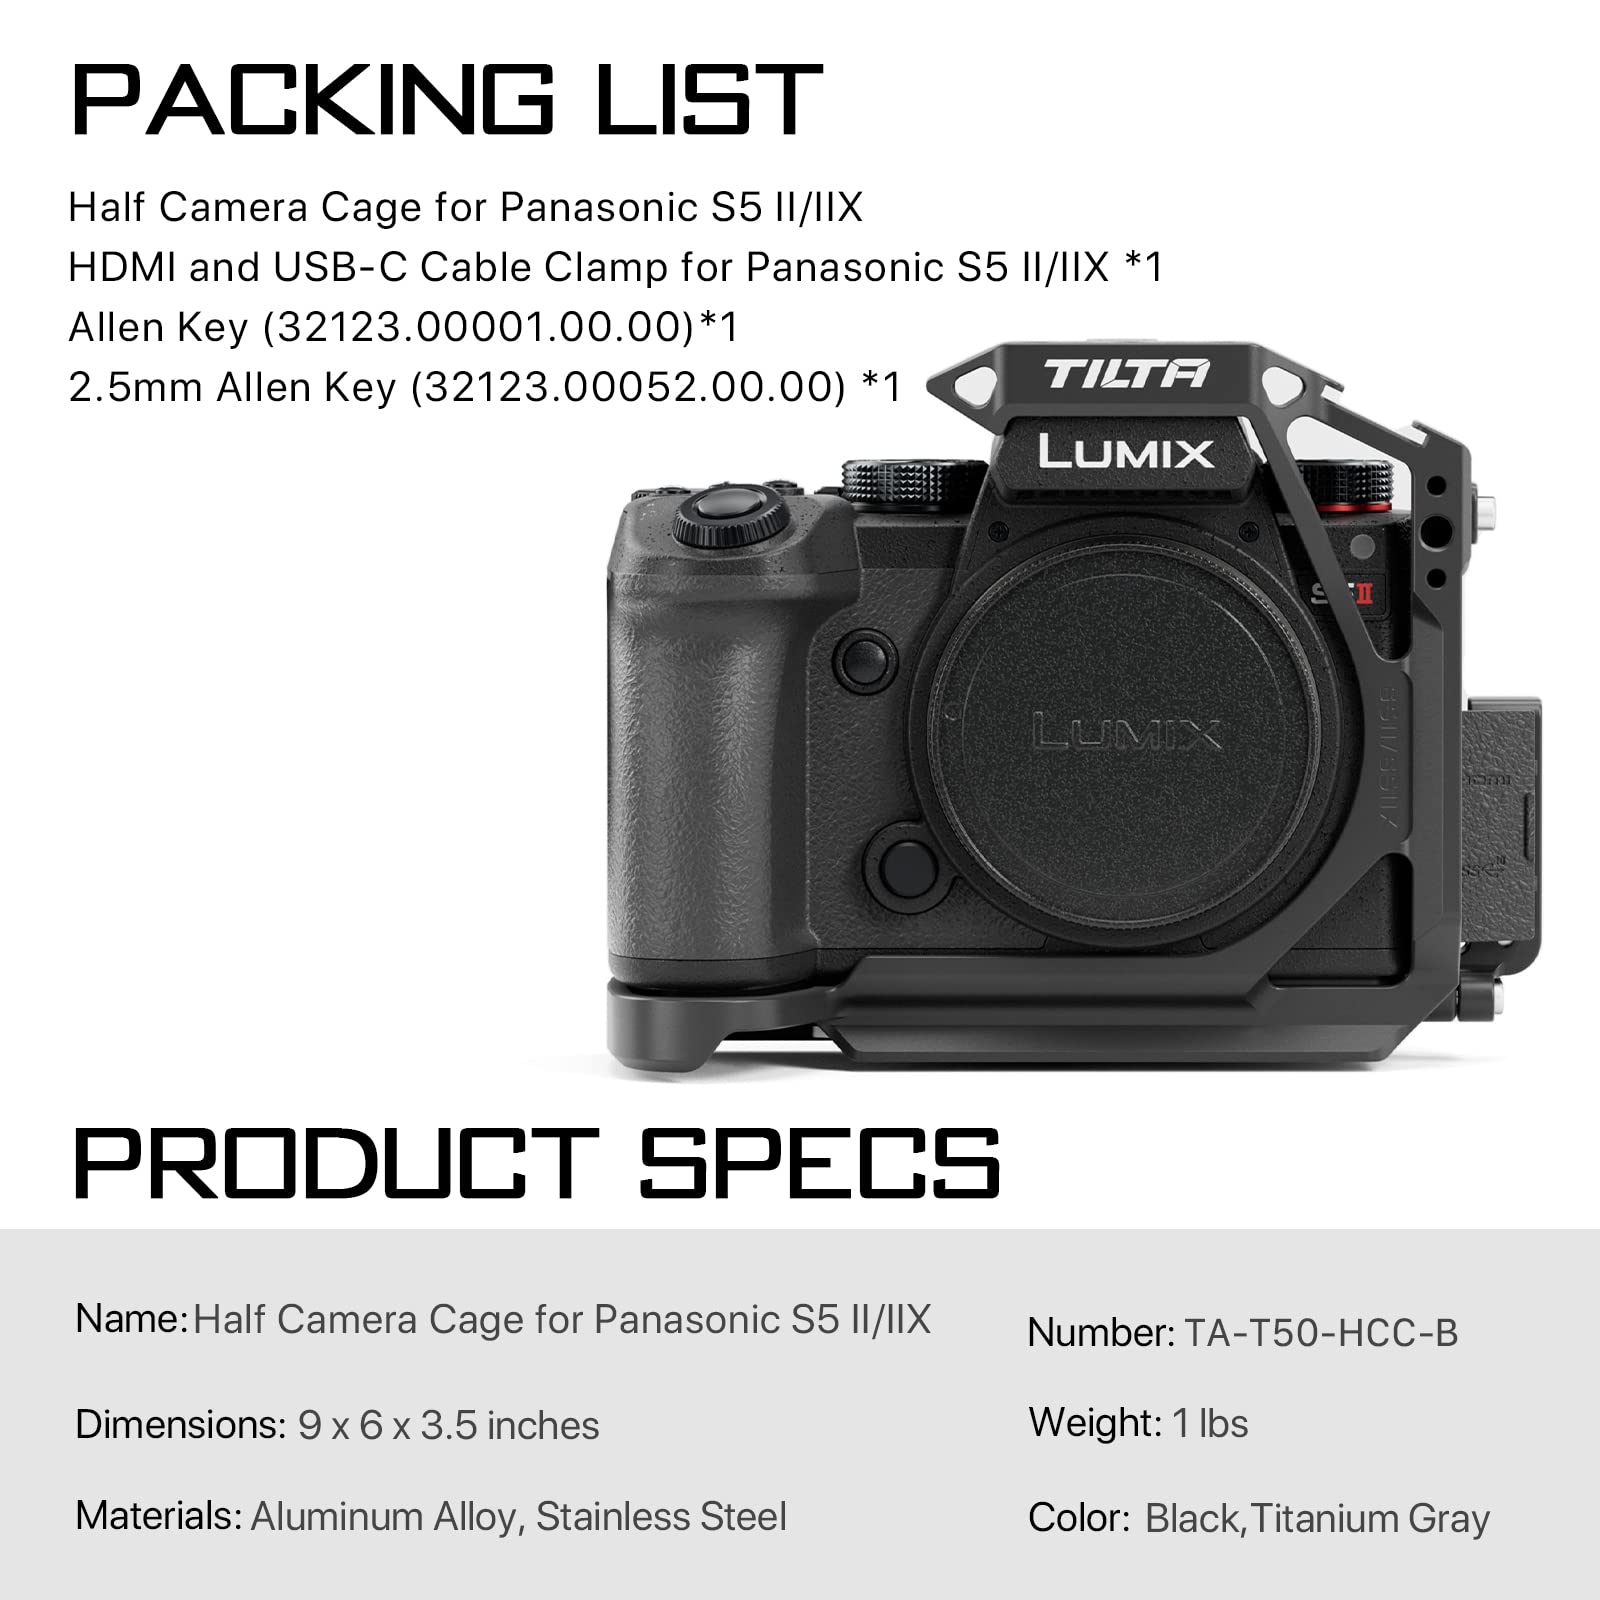 PACKING LIST
Half Camera Cage for Panasonic S5 II/IIX
HDMI and USB-C Cable Clamp for Panasonic S5 II/IIX *1
Allen Key (32123.00001.00.00)*1
2.5mm Allen Key (32123.00052.00.00) *1
TILTA
LUMIX
II
LUMIX
PRODUCT SPECS
Name: Half Camera Cage for Panasonic S5 II/IIX
Number: TA-T50-HCC-B
Dimensions: 9 x 6 x 3.5 inches
Weight: 1 lbs
Materials: Aluminum Alloy, Stainless Steel
Color: Black,Titanium Gray